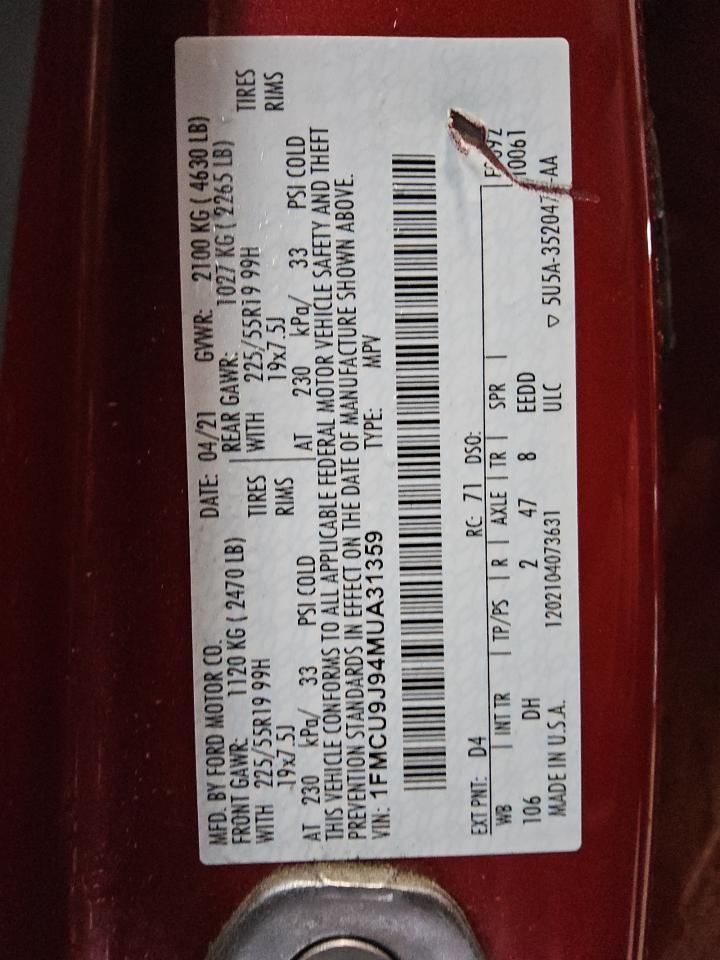 MFD. BY FORD MOTOR CO.
DATE: 04/21 GVWR: 2100 KG ( 4630 LB)
FRONT GAWR: 1120 KG ( 2470 LB) REAR GAWR: 1027 KG ( 2265 LB)
WITH 225/55R19 99H TIRES WITH 225/55R19 99H TIRES
19x7.5J RIMS 19x7.5J RIMS
AT 230 kPa/ 33 PSI COLD AT 230 kPa/ 33 PSI COLD
THIS VEHICLE CONFORMS TO ALL APPLICABLE FEDERAL MOTOR VEHICLE SAFETY AND THEFT
PREVENTION STANDARDS IN EFFECT ON THE DATE OF MANUFACTURE SHOWN ABOVE.
VIN: 1FMCU9J94MUA31359 TYPE: MPV
EXT PNT: D4 RC: 71 DSO:
WB INT TR TP/PS R AXLE TR SPR
106 DH 2 47 8 EEDD 10061
MADE IN U.S.A. 1202104073631 ULC ▽ 5U5A-352047 -AA